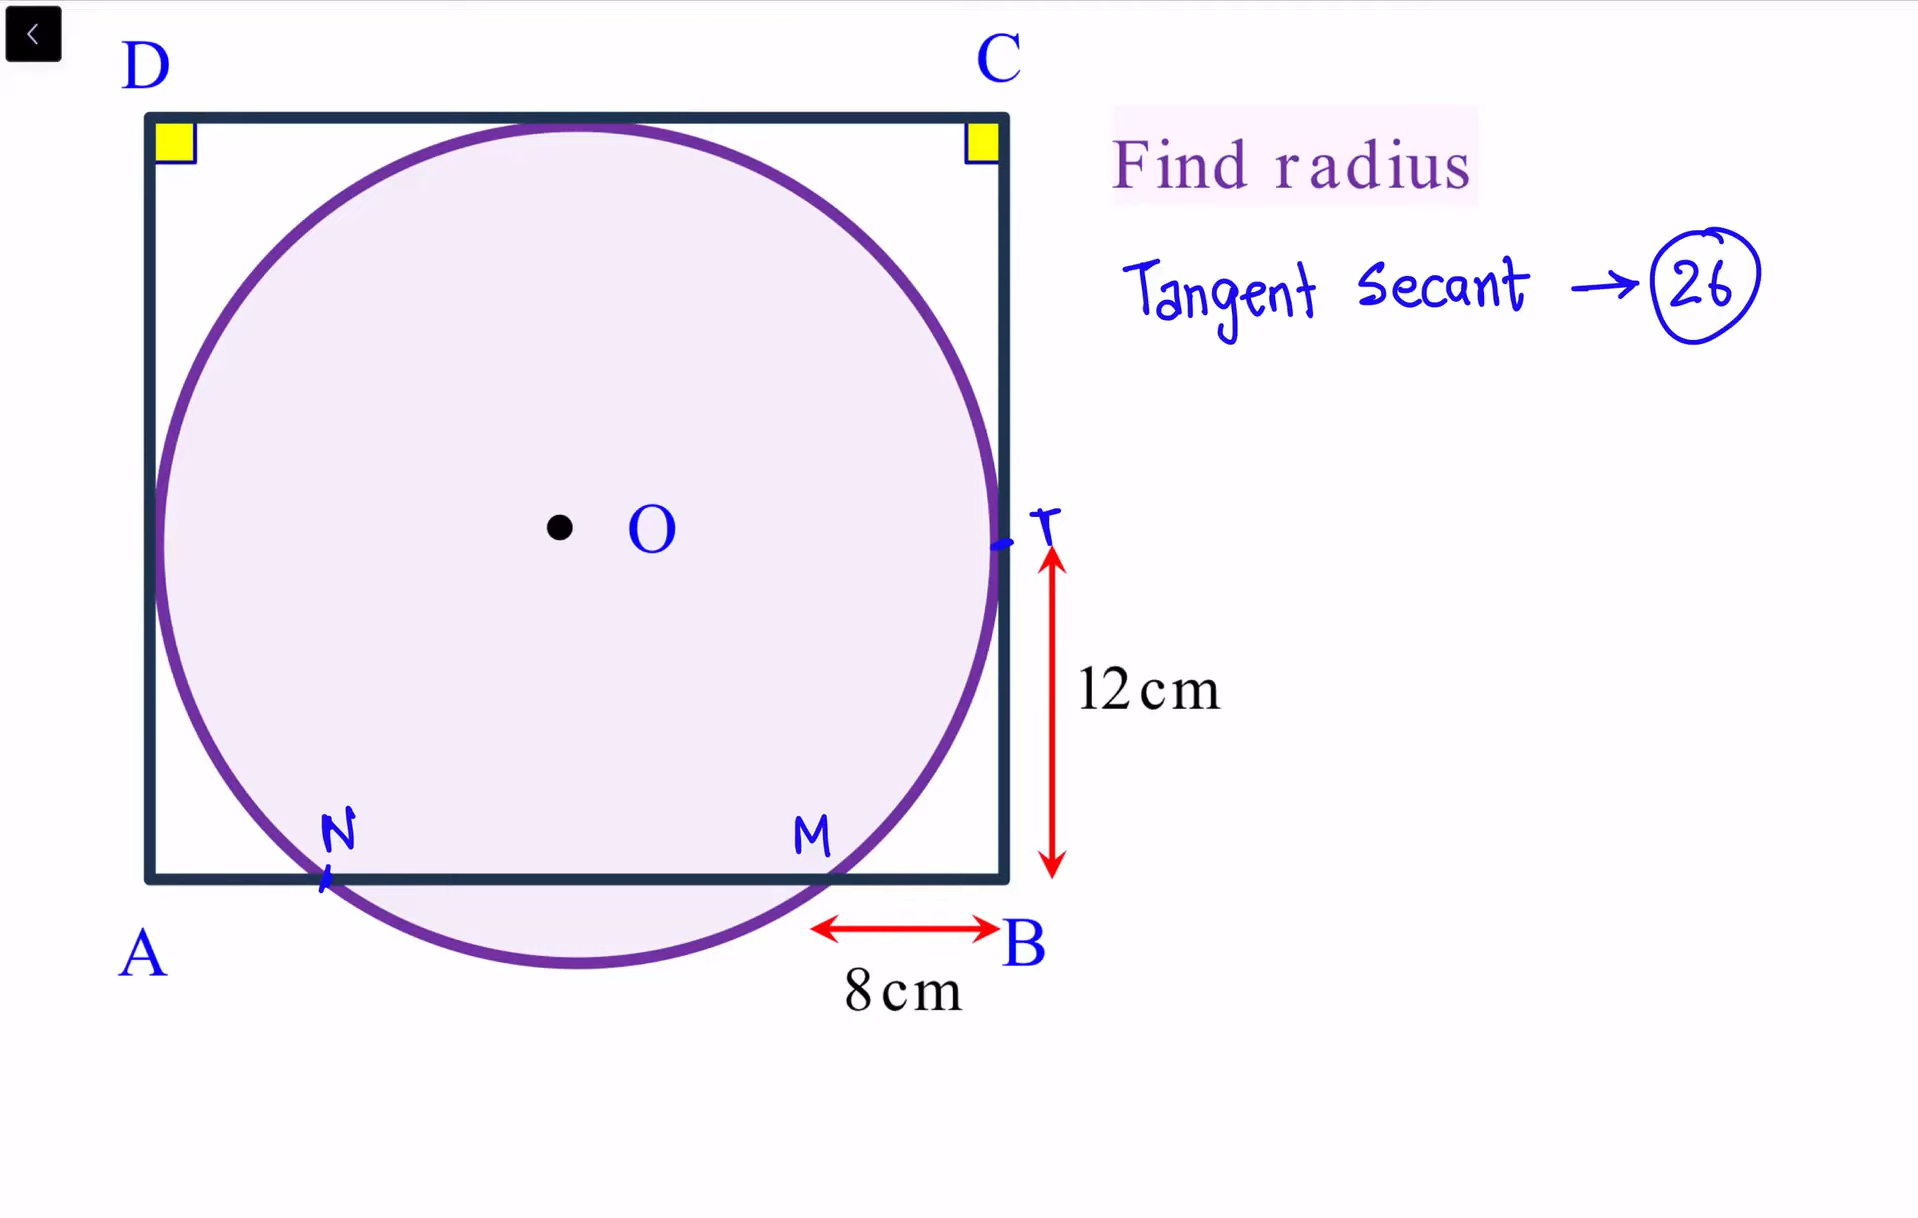 D
C
Find radius
Tangent Secant → 26
O
T
12 cm
N
M
A
B
8 cm